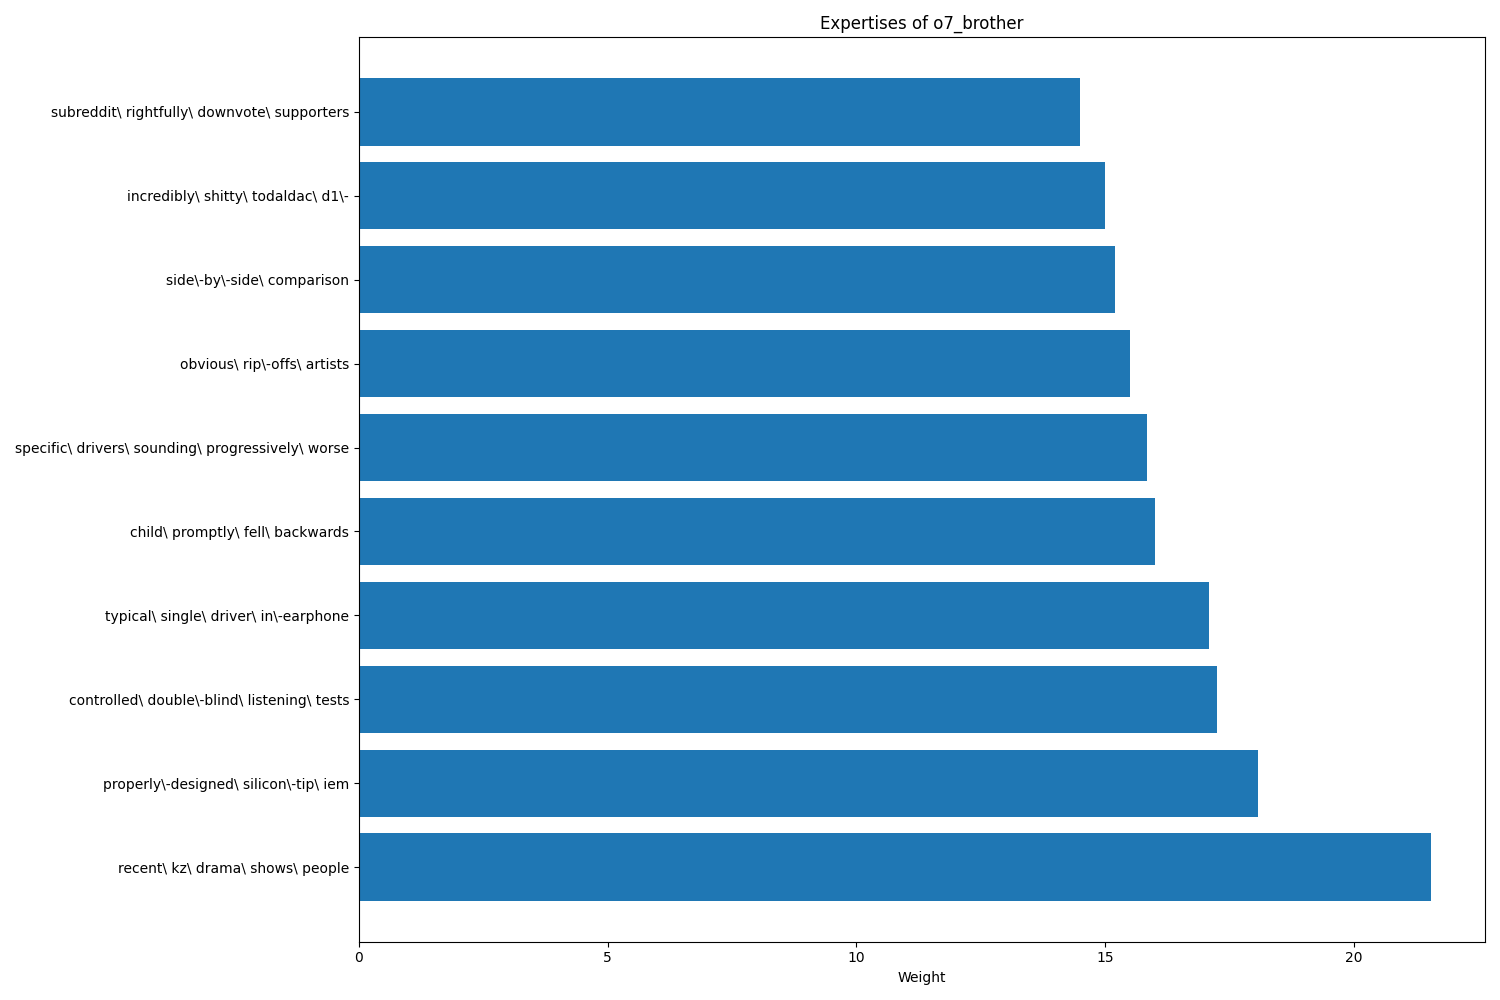 Expertises of o7_brother
subreddit\ rightfully\ downvote\ supporters
incredibly\ shitty\ todaldac\ d1\-
side\-by\-side\ comparison
obvious\ rip\-offs\ artists
specific\ drivers\ sounding\ progressively\ worse
child\ promptly\ fell\ backwards
typical\ single\ driver\ in\-earphone
controlled\ double\-blind\ listening\ tests
properly\-designed\ silicon\-tip\ iem
recent\ kz\ drama\ shows\ people
0 5 10 15 20
Weight